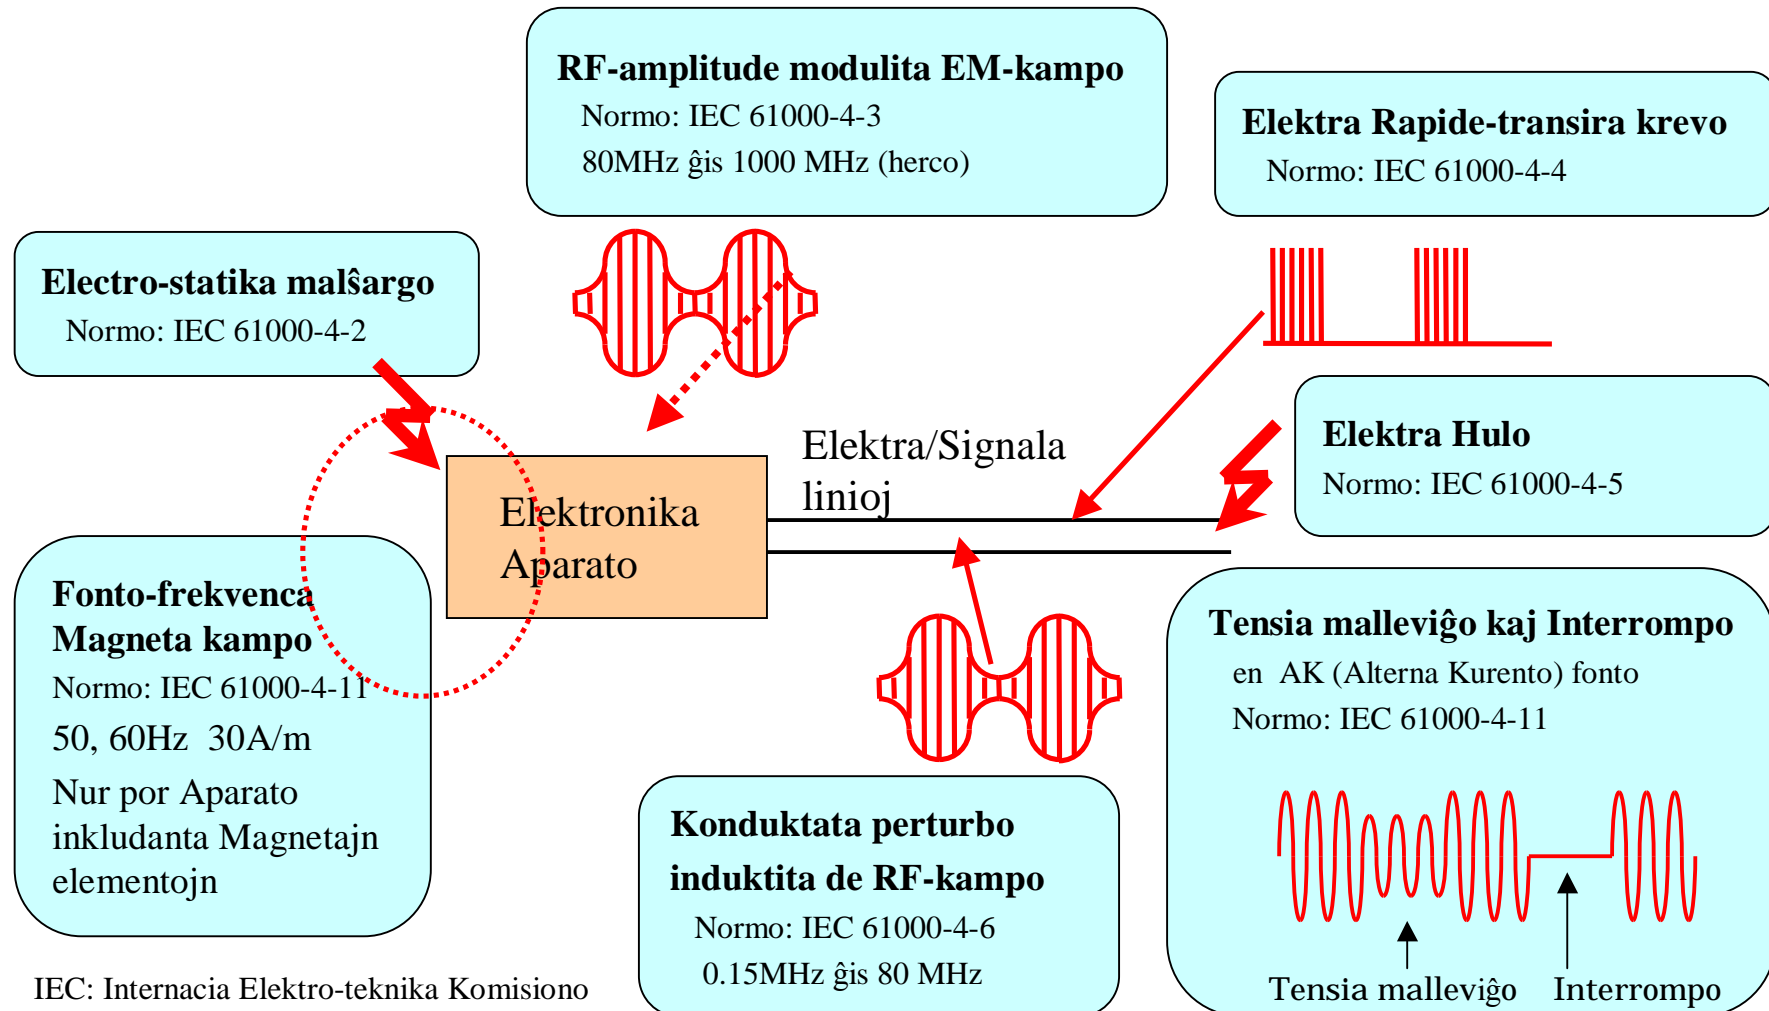 RF-amplitude modulita EM-kampo
Normo: IEC 61000-4-3
80MHz ĝis 1000 MHz (herco)
Elektra Rapide-transira krevo
Normo: IEC 61000-4-4
Electro-statika malŝargo
Normo: IEC 61000-4-2
Elektra Hulo
Normo: IEC 61000-4-5
Elektra/Signala
linioj
Elektronika
Aparato
Fonto-frekvenca
Magneta kampo
Normo: IEC 61000-4-11
50, 60Hz 30A/m
Nur por Aparato
inkludanta Magnetajn
elementojn
Tensia malleviĝo kaj Interrompo
en AK (Alterna Kurento) fonto
Normo: IEC 61000-4-11
Tensia malleviĝo Interrompo
Konduktata perturbo
induktita de RF-kampo
Normo: IEC 61000-4-6
0.15MHz ĝis 80 MHz
IEC: Internacia Elektro-teknika Komisiono